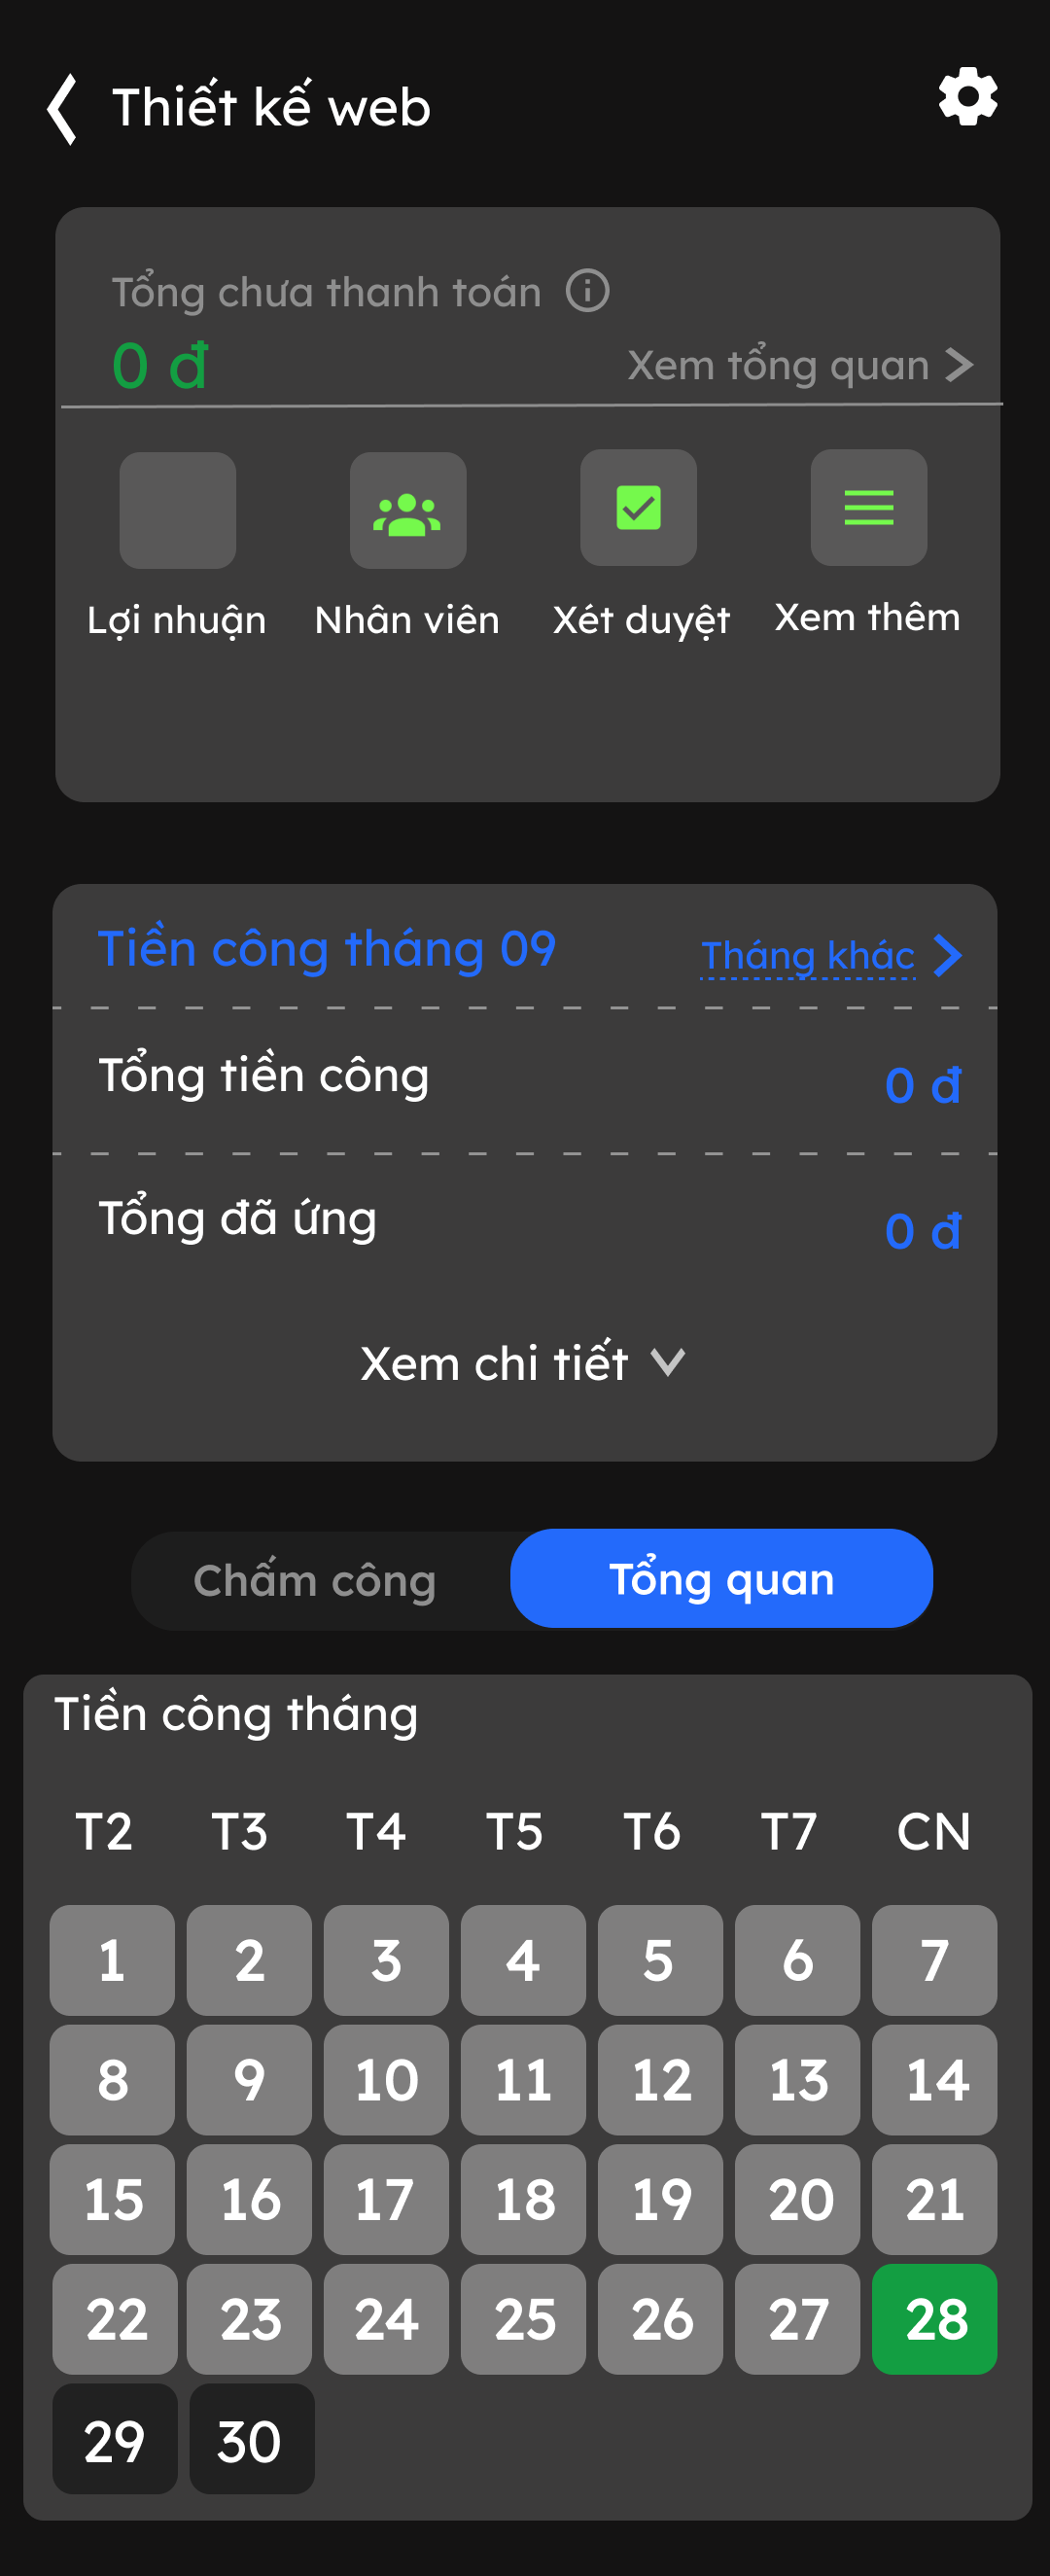 Thiết kế web
Tổng chưa thanh toán
0 đ
Xem tổng quan
Lợi nhuận Nhân viên Xét duyệt Xem thêm
Tiền công tháng 09 Tháng khác
Tổng tiền công 0 đ
Tổng đã ứng 0 đ
Xem chi tiết
Chấm công Tổng quan
Tiền công tháng
T2 T3 T4 T5 T6 T7 CN
1 2 3 4 5 6 7
8 9 10 11 12 13 14
15 16 17 18 19 20 21
22 23 24 25 26 27 28
29 30